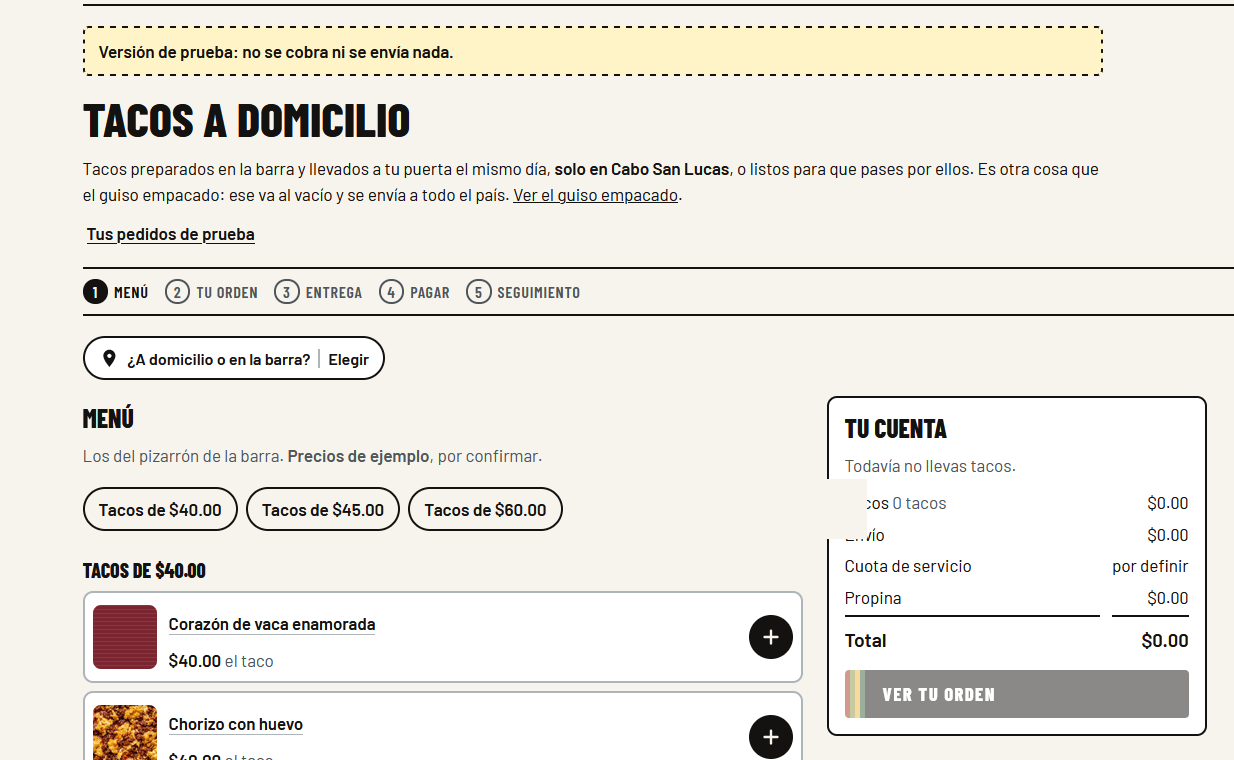 Versión de prueba: no se cobra ni se envía nada.
TACOS A DOMICILIO
Tacos preparados en la barra y llevados a tu puerta el mismo día, solo en Cabo San Lucas, o listos para que pases por ellos. Es otra cosa que
el guiso empacado: ese va al vacío y se envía a todo el país. Ver el guiso empacado.
Tus pedidos de prueba
1 MENÚ 2 TU ORDEN 3 ENTREGA 4 PAGAR 5 SEGUIMIENTO
¿A domicilio o en la barra? Elegir
MENÚ
Los del pizarrón de la barra. Precios de ejemplo, por confirmar.
Tacos de $40.00 Tacos de $45.00 Tacos de $60.00
TACOS DE $40.00
Corazón de vaca enamorada
$40.00 el taco
Chorizo con huevo
$40.00 el taco
TU CUENTA
Todavía no llevas tacos.
0 tacos $0.00
$0.00
Cuota de servicio por definir
Propina $0.00
Total $0.00
VER TU ORDEN